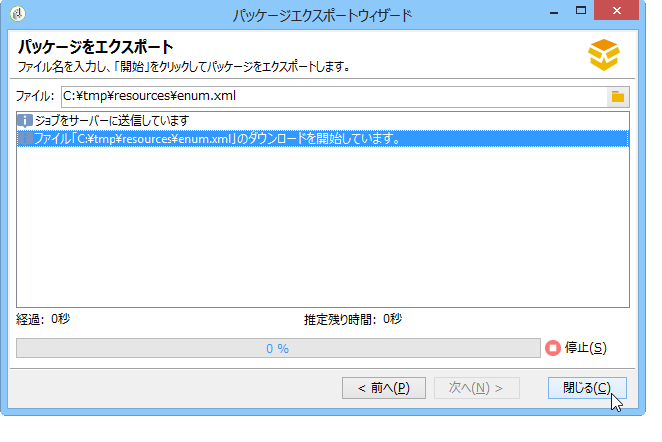 パッケージエクスポートウィザード
パッケージをエクスポート
ファイル名を入力し、「開始」をクリックしてパッケージをエクスポートします。
ファイル: C:¥tmp¥resources¥enum.xml
ジョブをサーバーに送信しています
ファイル「C:¥tmp¥resources¥enum.xml」のダウンロードを開始しています。
経過: 0秒 推定残り時間: 0秒
0 % 停止(S)
< 前へ(P) 次へ(N) > 閉じる(C)